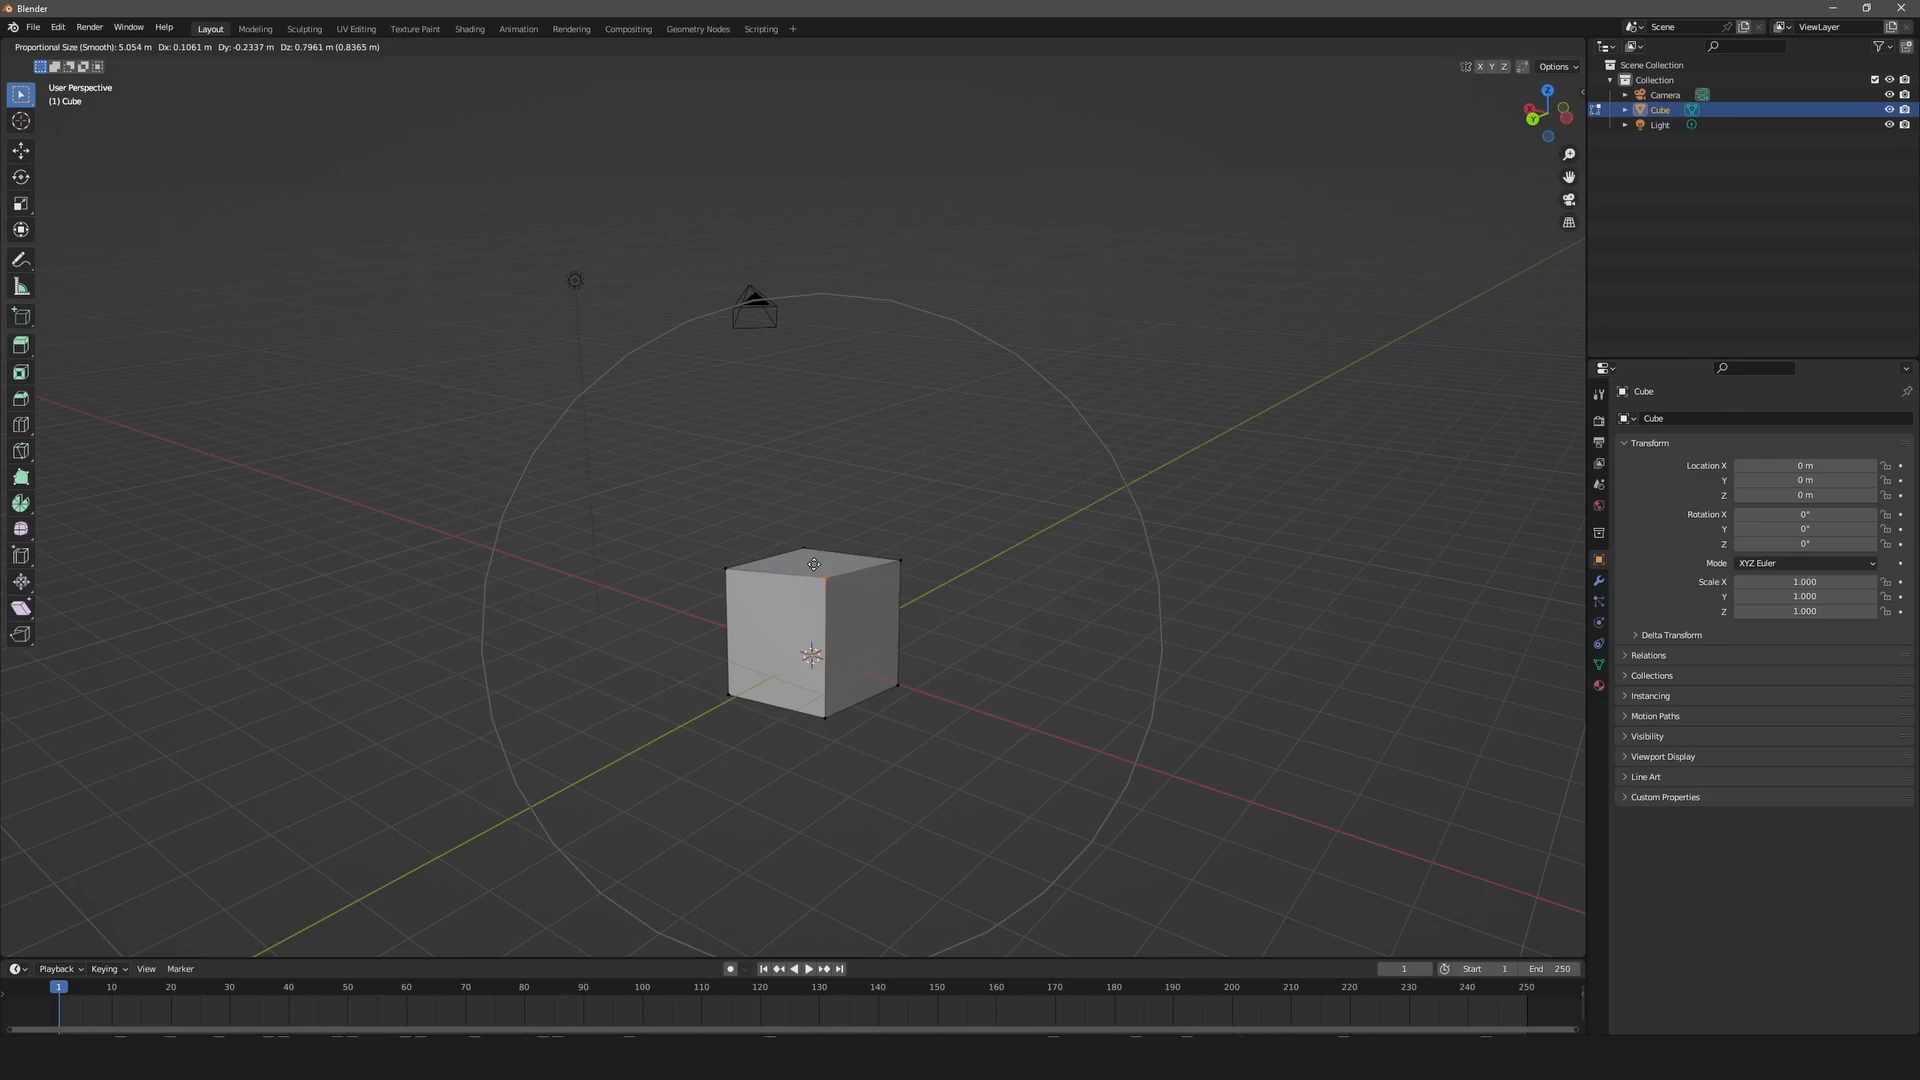 Blender
File Edit Render Window Help Layout Modeling Sculpting UV Editing Texture Paint Shading Animation Rendering Compositing Geometry Nodes Scripting + Scene ViewLayer
Proportional Size (Smooth): 5.054 m Dx: 0.1061 m Dy: -0.2337 m Dz: 0.7961 m (0.8365 m)
X Y Z Options
User Perspective
(1) Cube
Z
X
Y
Scene Collection
Collection
Camera
Cube
Light
Cube
Cube
Transform
Location X 0 m
Y 0 m
Z 0 m
Rotation X 0°
Y 0°
Z 0°
Mode XYZ Euler
Scale X 1.000
Y 1.000
Z 1.000
Delta Transform
Relations
Collections
Instancing
Motion Paths
Visibility
Viewport Display
Line Art
Custom Properties
Playback Keying View Marker 1 Start 1 End 250
1 10 20 30 40 50 60 70 80 90 100 110 120 130 140 150 160 170 180 190 200 210 220 230 240 250